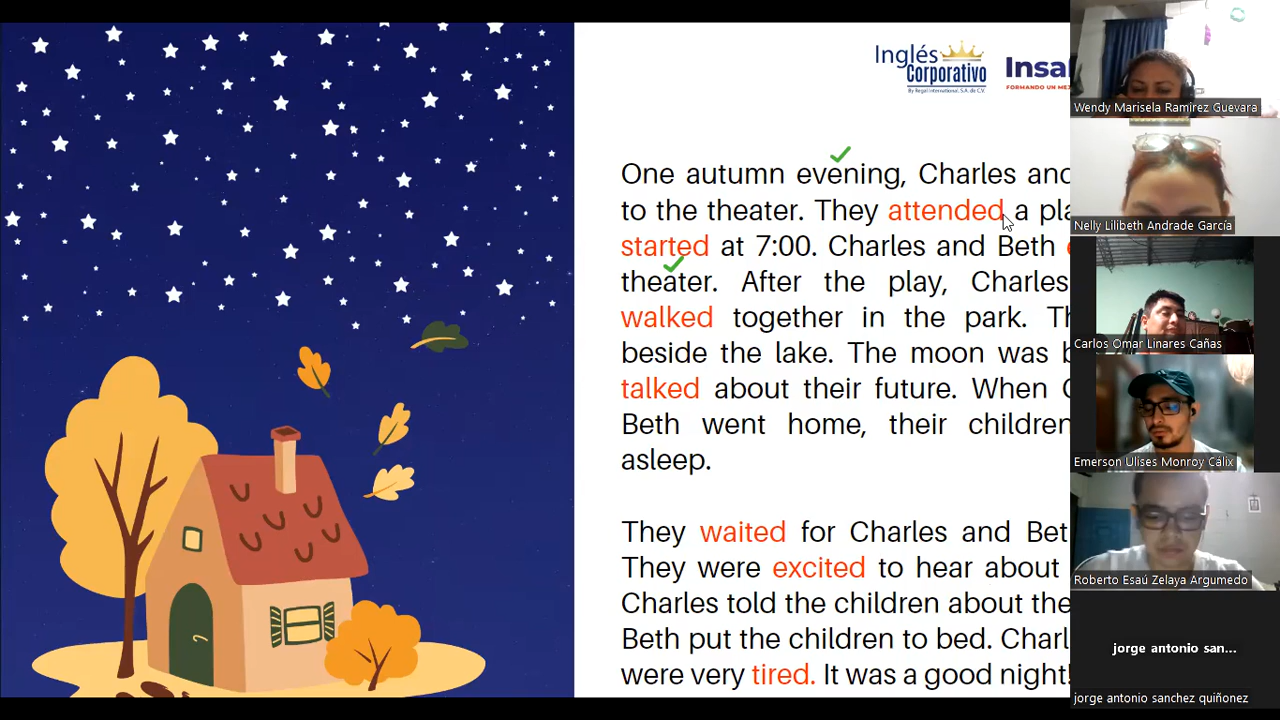 Inglés
Corporativo
By Regal International, S.A. de C.V.
Insa
FORMANDO UN
One autumn evening, Charles and
to the theater. They attended a pla
started at 7:00. Charles and Beth
theater. After the play, Charles
walked together in the park. Th
beside the lake. The moon was b
talked about their future. When C
Beth went home, their children
asleep.
They waited for Charles and Bet
They were excited to hear about
Charles told the children about the
Beth put the children to bed. Charl
were very tired. It was a good night!
Wendy Marisela Ramírez Guevara
Nelly Lilibeth Andrade García
Carlos Omar Linares Cañas
Emerson Ulises Monroy Cálix
Roberto Esaú Zelaya Argumedo
jorge antonio san...
jorge antonio sanchez quiñonez